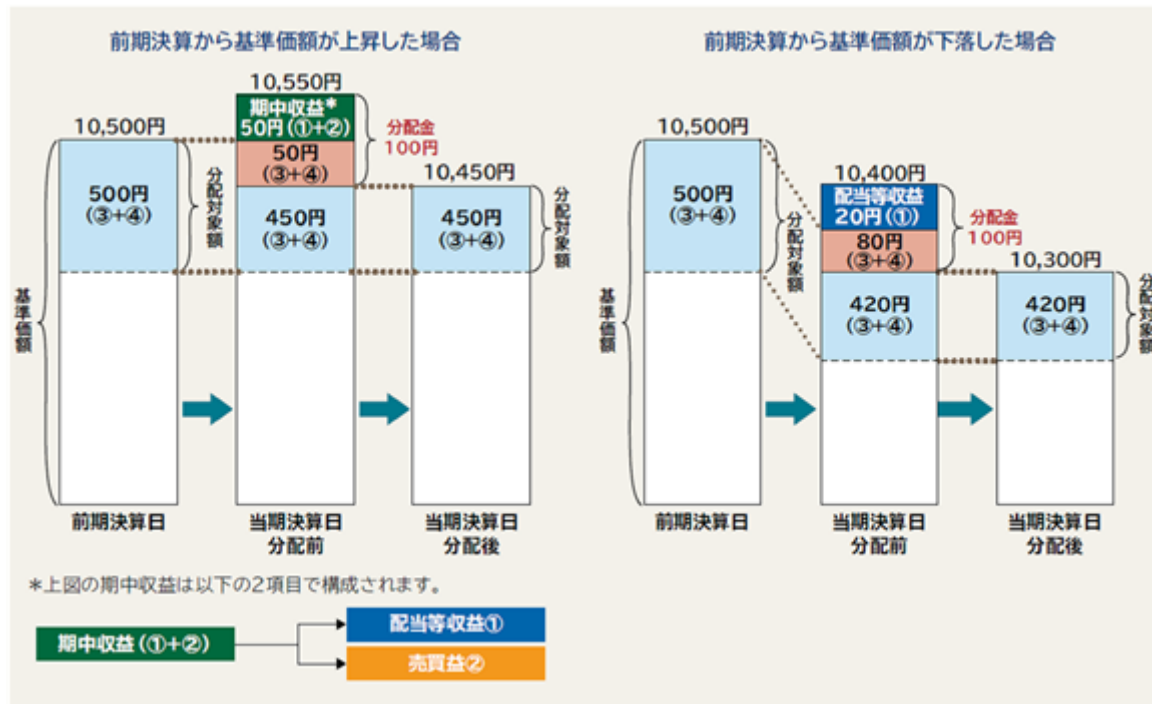 前期決算から基準価額が上昇した場合
10,500円
500円
(③+④)
分配対象額
基準価額
前期決算日
10,550円
期中収益*
50円(①+②)
50円
(③+④)
450円
(③+④)
分配金
100円
当期決算日
分配前
10,450円
450円
(③+④)
分配対象額
当期決算日
分配後
前期決算から基準価額が下落した場合
10,500円
500円
(③+④)
分配対象額
基準価額
前期決算日
10,400円
配当等収益
20円(①)
80円
(③+④)
420円
(③+④)
分配金
100円
当期決算日
分配前
10,300円
420円
(③+④)
分配対象額
当期決算日
分配後
*上図の期中収益は以下の2項目で構成されます。
期中収益(①+②)
配当等収益①
売買益②